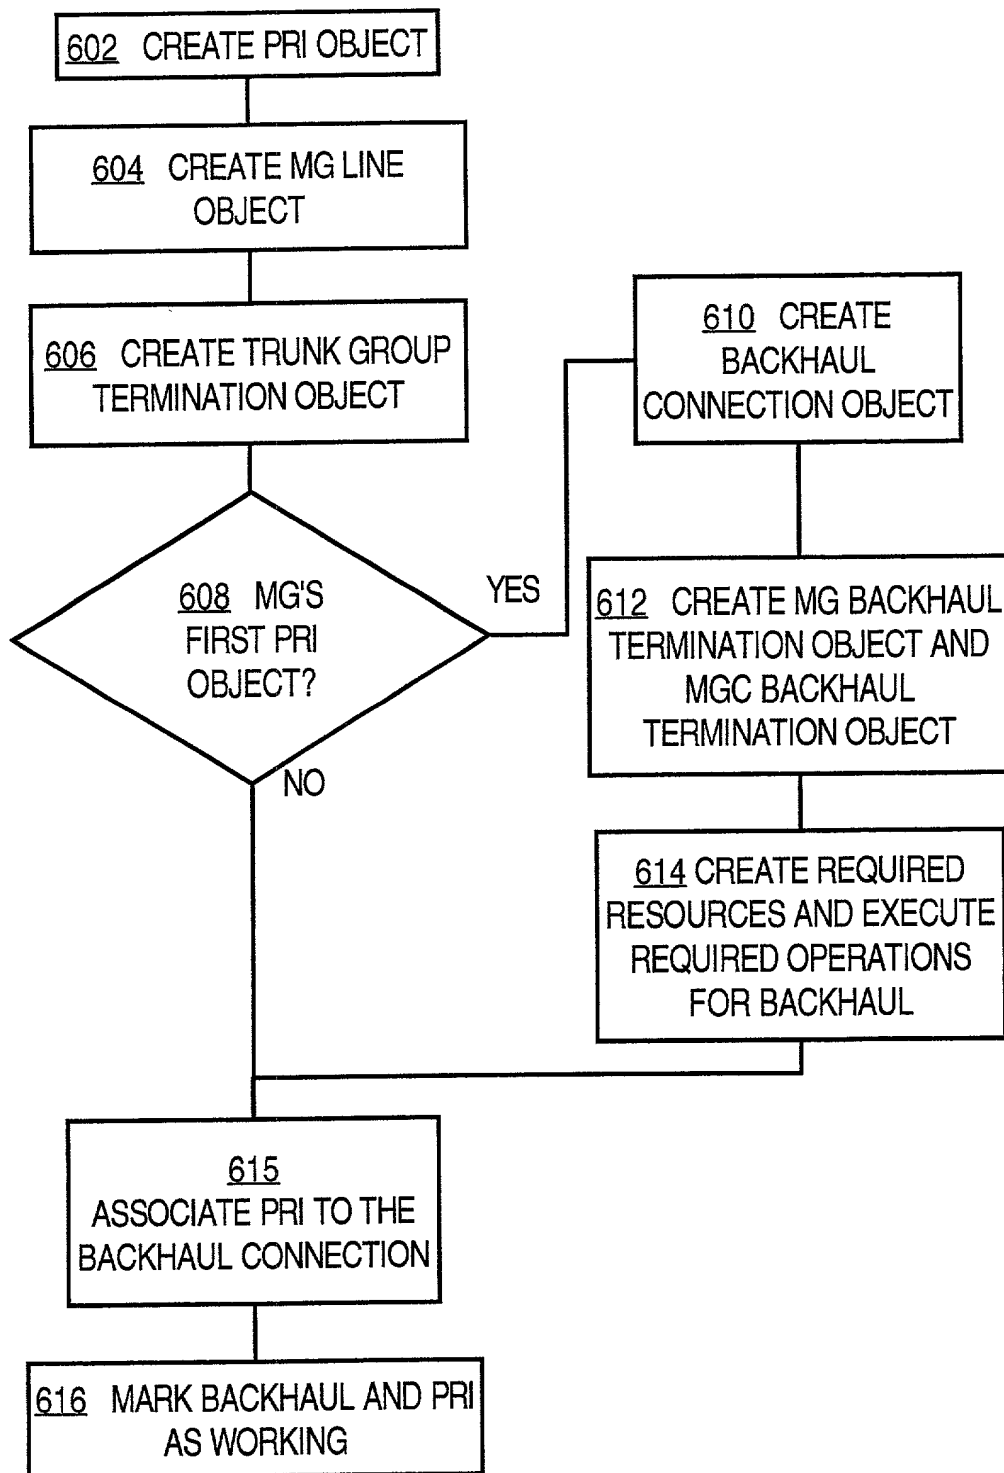 602 CREATE PRI OBJECT
604 CREATE MG LINE
OBJECT
606 CREATE TRUNK GROUP
TERMINATION OBJECT
608 MG'S
FIRST PRI
OBJECT?
YES
NO
610 CREATE
BACKHAUL
CONNECTION OBJECT
612 CREATE MG BACKHAUL
TERMINATION OBJECT AND
MGC BACKHAUL
TERMINATION OBJECT
614 CREATE REQUIRED
RESOURCES AND EXECUTE
REQUIRED OPERATIONS
FOR BACKHAUL
615
ASSOCIATE PRI TO THE
BACKHAUL CONNECTION
616 MARK BACKHAUL AND PRI
AS WORKING